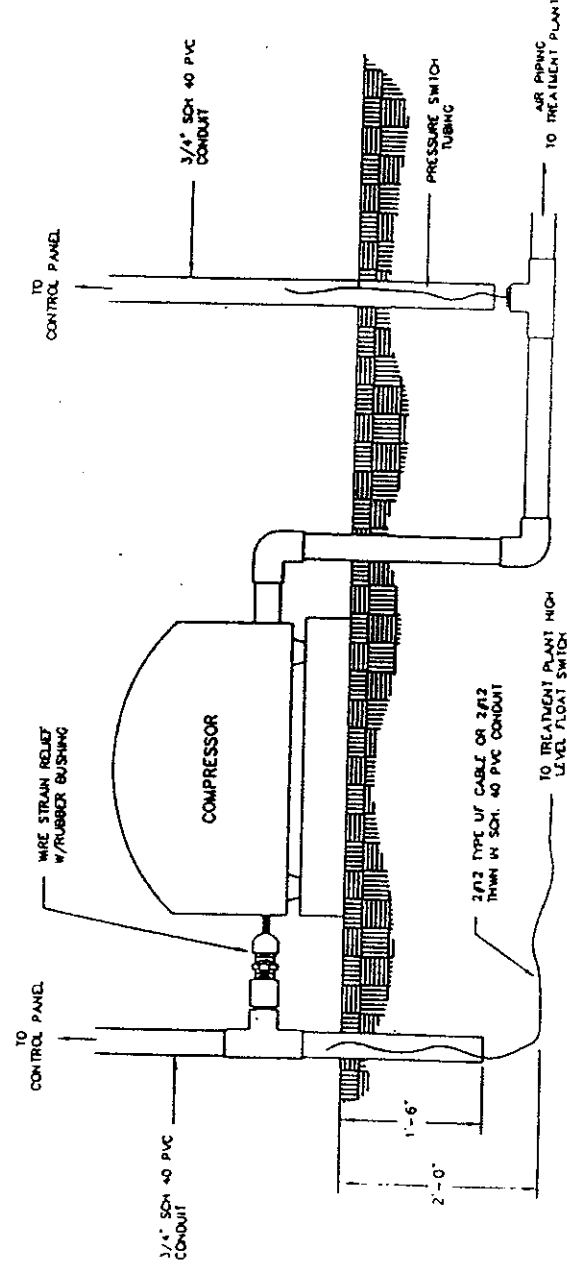 TO
CONTROL PANEL
3/4" SCH 40 PVC
CONDUIT
WIRE STRAIN RELIEF
W/RUBBER BUSHING
COMPRESSOR
TO
CONTROL PANEL
3/4" SCH 40 PVC
CONDUIT
PRESSURE SWITCH
TUBING
AIR PIPING
TO TREATMENT PLANT
2#12 TYPE UF CABLE OR 2#12
THWN IN SCH. 40 PVC CONDUIT
TO TREATMENT PLANT HIGH
LEVEL FLOAT SWITCH
1'-6"
2'-0"